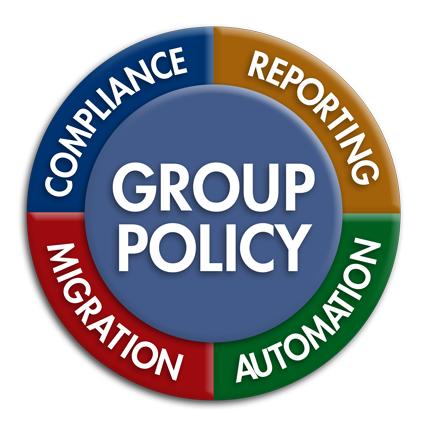 COMPLIANCE
REPORTING
GROUP
POLICY
MIGRATION
AUTOMATION